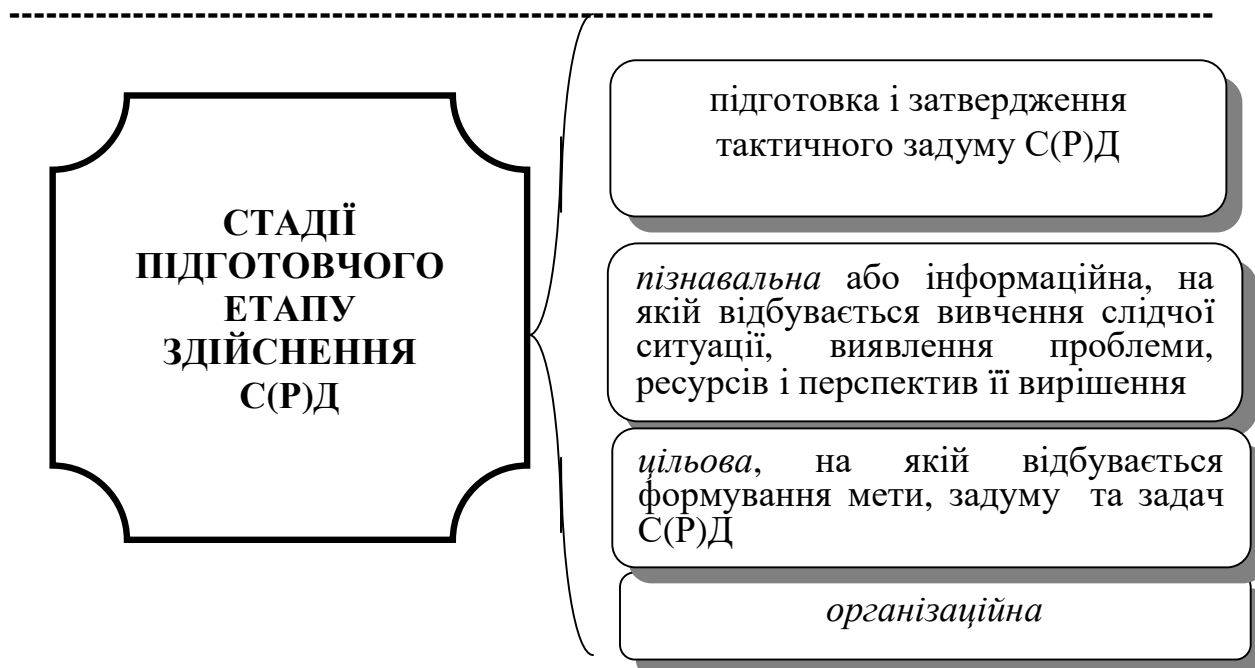 СТАДІЇ
ПІДГОТОВЧОГО
ЕТАПУ
ЗДІЙСНЕННЯ
С(Р)Д
підготовка і затвердження
тактичного задуму С(Р)Д
пізнавальна або інформаційна, на
якій відбувається вивчення слідчої
ситуації, виявлення проблеми,
ресурсів і перспектив її вирішення
цільова, на якій відбувається
формування мети, задуму та задач
С(Р)Д
організаційна